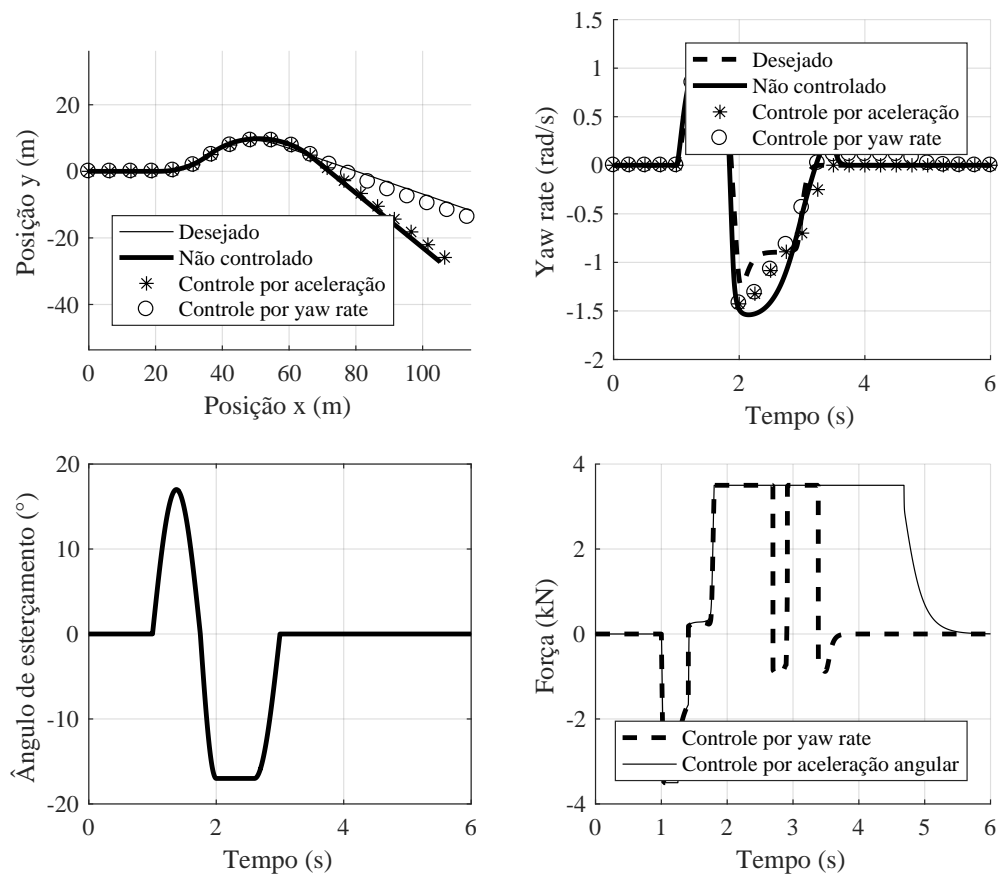 20
0
-20
-40
Posição y (m)
Desejado
Não controlado
Controle por aceleração
Controle por yaw rate
0 20 40 60 80 100
Posição x (m)
1.5
1
0.5
0
-0.5
-1
-1.5
-2
Yaw rate (rad/s)
Desejado
Não controlado
Controle por aceleração
Controle por yaw rate
0 2 4 6
Tempo (s)
20
10
0
-10
-20
Ângulo de esterçamento (°)
0 2 4 6
Tempo (s)
4
2
0
-2
-4
Força (kN)
Controle por yaw rate
Controle por aceleração angular
0 1 2 3 4 5 6
Tempo (s)